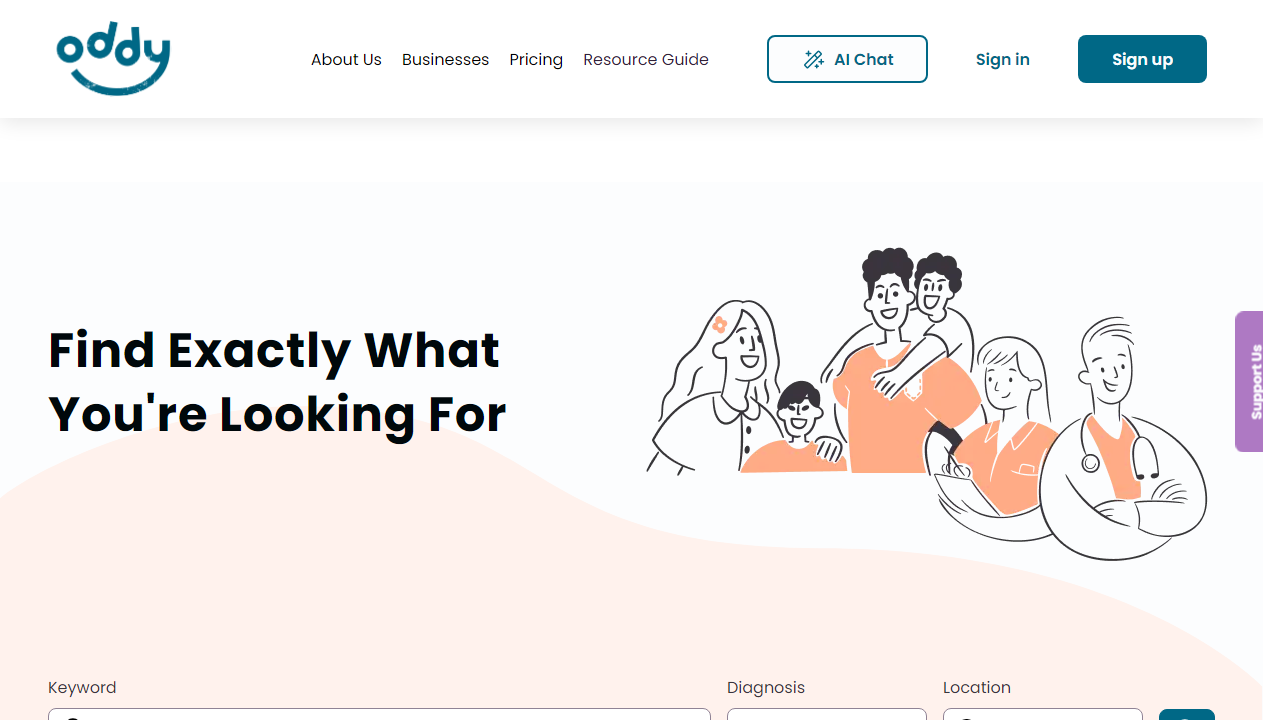 oddy
About Us Businesses Pricing Resource Guide AI Chat Sign in Sign up
Find Exactly What
You're Looking For
Support Us
Keyword Diagnosis Location